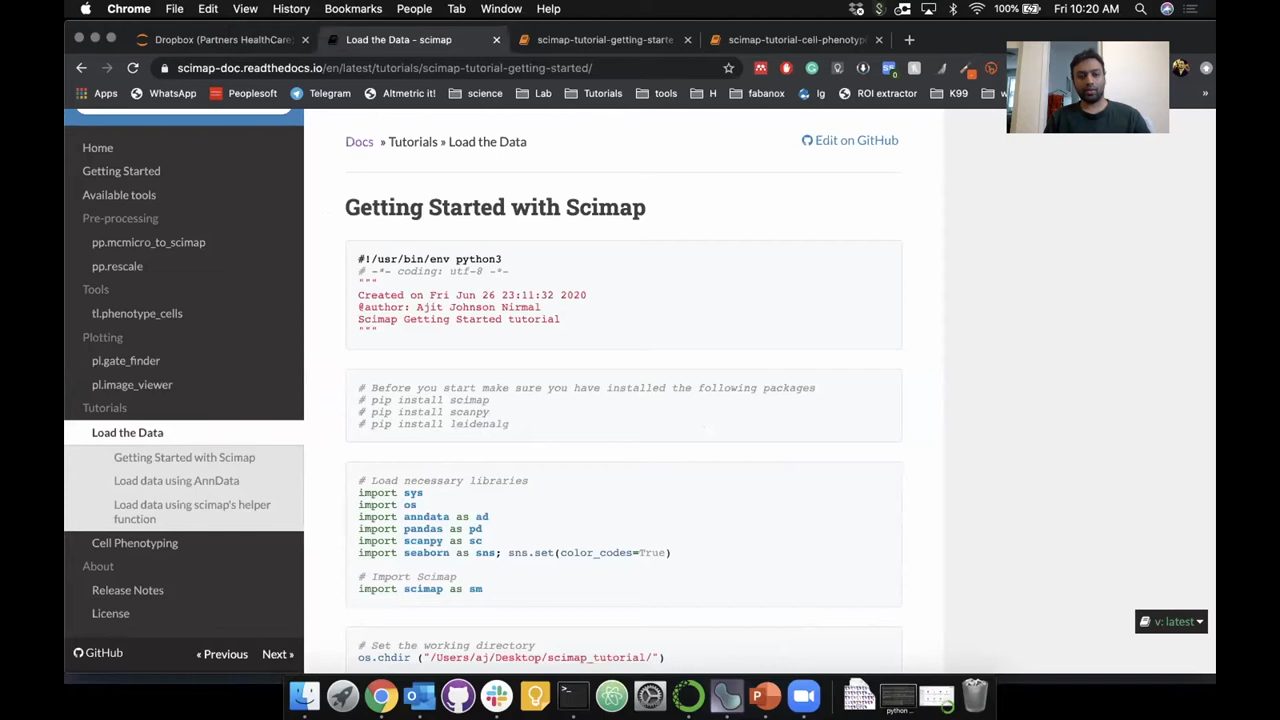 Chrome File Edit View History Bookmarks People Tab Window Help 100% Fri 10:20 AM
Dropbox (Partners HealthCare) × Load the Data - scimap × scimap-tutorial-getting-starte × scimap-tutorial-cell-phenotyp × +
scimap-doc.readthedocs.io/en/latest/tutorials/scimap-tutorial-getting-started/
Apps WhatsApp Peoplesoft Telegram Altmetric it! science Lab Tutorials tools H fabanox Ig ROI extractor K99 »
Home
Getting Started
Available tools
Pre-processing
pp.mcmicro_to_scimap
pp.rescale
Tools
tl.phenotype_cells
Plotting
pl.gate_finder
pl.image_viewer
Tutorials
Load the Data
Getting Started with Scimap
Load data using AnnData
Load data using scimap's helper
function
Cell Phenotyping
About
Release Notes
License
GitHub « Previous Next »
Docs » Tutorials » Load the Data Edit on GitHub
Getting Started with Scimap
#!/usr/bin/env python3
# -*- coding: utf-8 -*-
"""
Created on Fri Jun 26 23:11:32 2020
@author: Ajit Johnson Nirmal
Scimap Getting Started tutorial
"""
# Before you start make sure you have installed the following packages
# pip install scimap
# pip install scanpy
# pip install leidenalg
# Load necessary libraries
import sys
import os
import anndata as ad
import pandas as pd
import scanpy as sc
import seaborn as sns; sns.set(color_codes=True)
# Import Scimap
import scimap as sm
# Set the working directory
os.chdir ("/Users/aj/Desktop/scimap_tutorial/")
v: latest
python ...